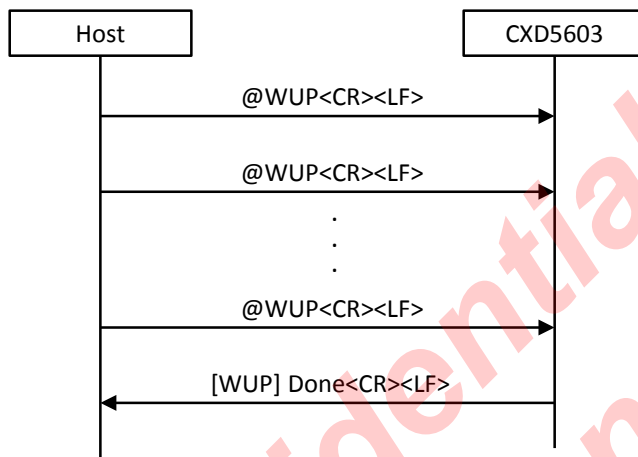 Host
CXD5603
@WUP<CR><LF>
@WUP<CR><LF>
.
.
.
@WUP<CR><LF>
[WUP] Done<CR><LF>